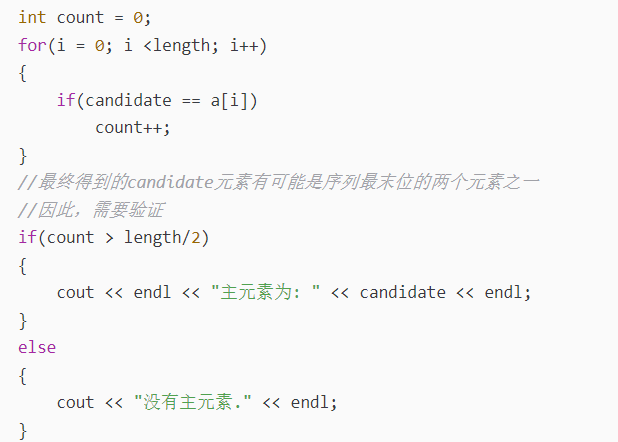 int count = 0;
for(i = 0; i <length; i++)
{
    if(candidate == a[i])
        count++;
}
//最终得到的candidate元素有可能是序列最末位的两个元素之一
//因此，需要验证
if(count > length/2)
{
    cout << endl << "主元素为: " << candidate << endl;
}
else
{
    cout << "没有主元素." << endl;
}